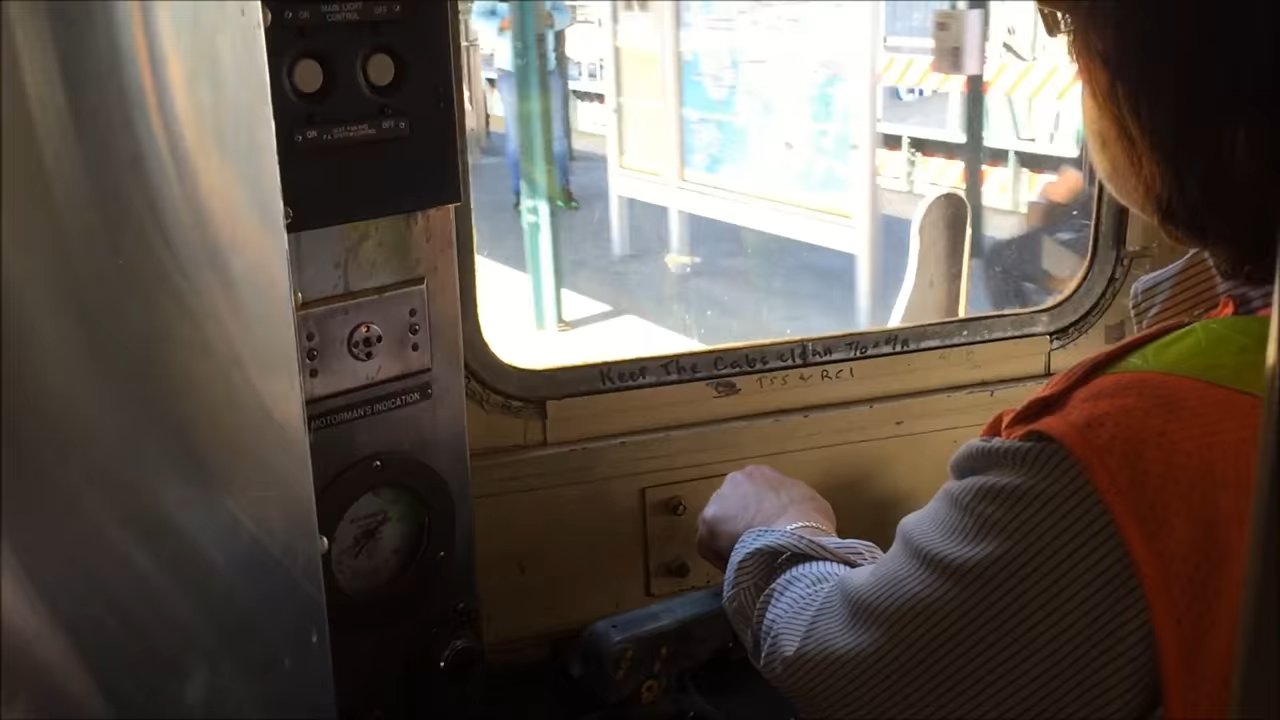 ON MAIN LIGHT OFF
CONTROL
ON OFF
MOTORMAN'S INDICATION
Keep The Cabs clean T/O
TSS & RCI